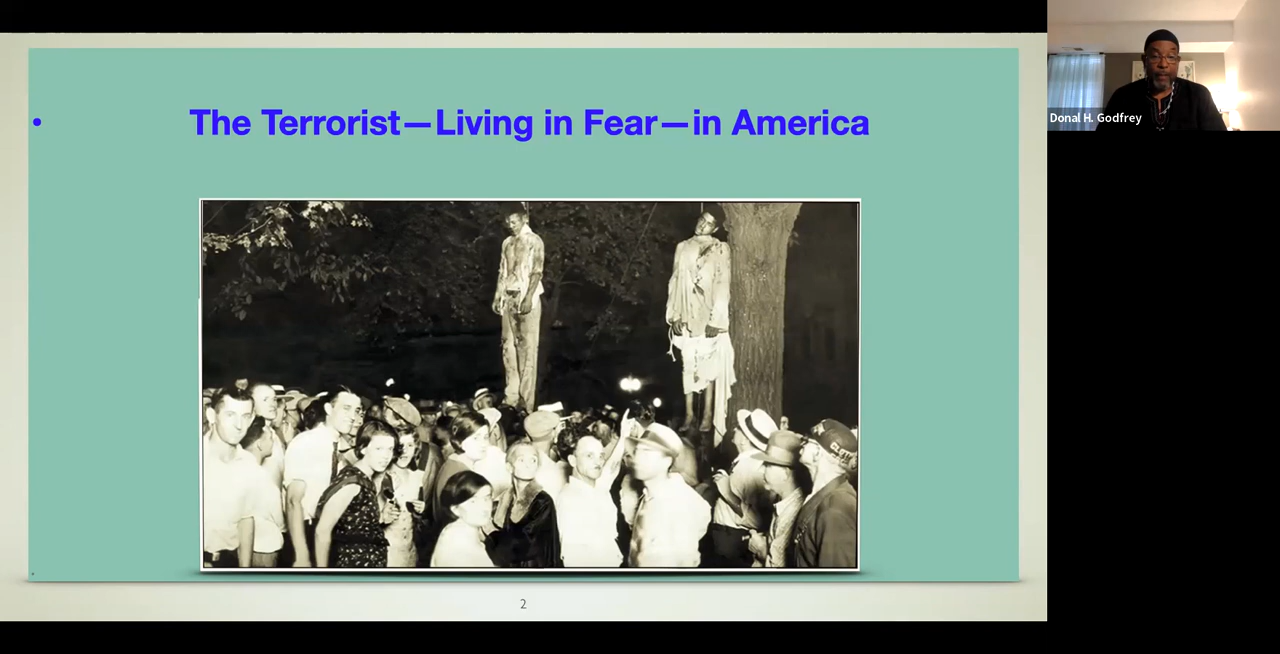 • The Terrorist—Living in Fear—in America
Donal H. Godfrey
2